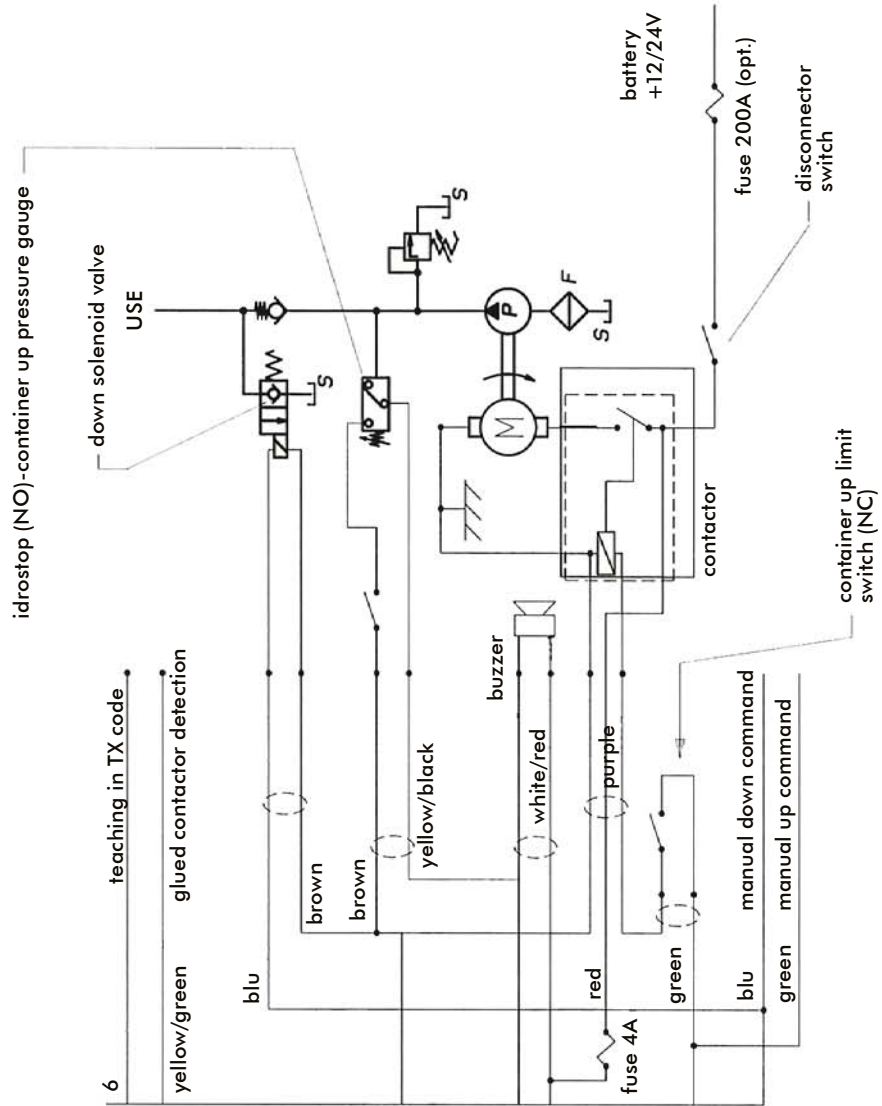 idrostop (NO)-container up pressure gauge
down solenoid valve
USE
S
S
P
F
S
M
battery
+12/24V
fuse 200A (opt.)
disconnector
switch
contactor
container up limit
switch (NC)
6
teaching in TX code
yellow/green
glued contactor detection
blu
brown
brown
yellow/black
buzzer
white/red
red
purple
fuse 4A
green
blu
manual down command
green
manual up command